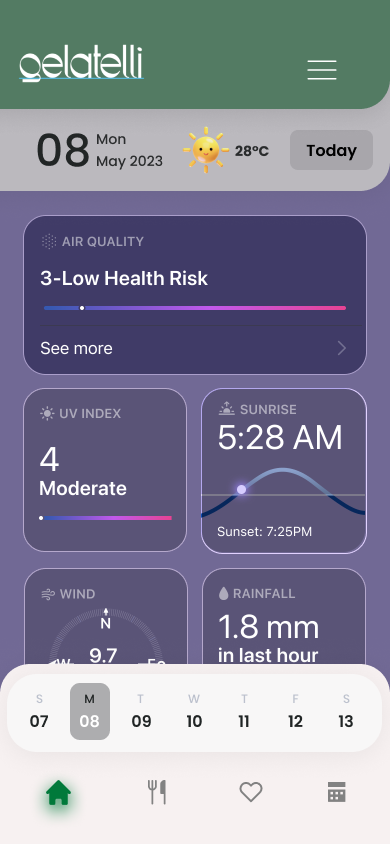 gelatelli
08
Mon
May 2023
28°C
Today
AIR QUALITY
3-Low Health Risk
See more
UV INDEX
4
Moderate
SUNRISE
5:28 AM
Sunset: 7:25PM
WIND
N
9.7
W
RAINFALL
1.8 mm
in last hour
S M T W T F S
07 08 09 10 11 12 13